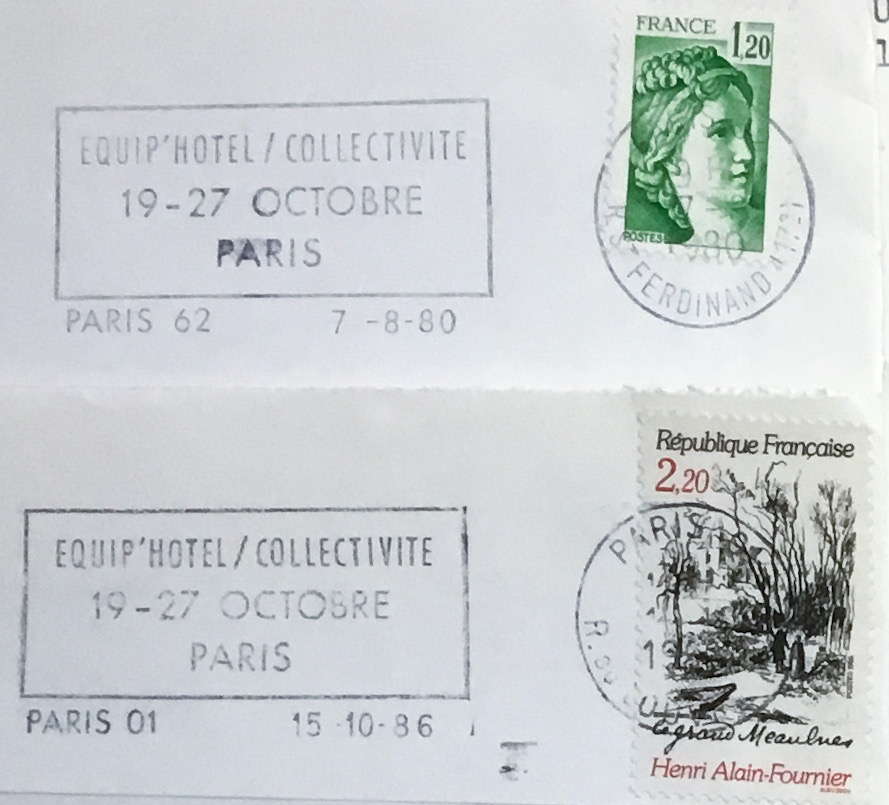 FRANCE 1,20
EQUIP'HOTEL / COLLECTIVITE
19-27 OCTOBRE
PARIS
PARIS 62 7-8-80
POSTES
1980
R. ST FERDINAND
République Française
2,20
EQUIP'HOTEL / COLLECTIVITE
19-27 OCTOBRE
PARIS
PARIS 01 15-10-86
PARIS
le grand Meaulnes
Henri Alain-Fournier